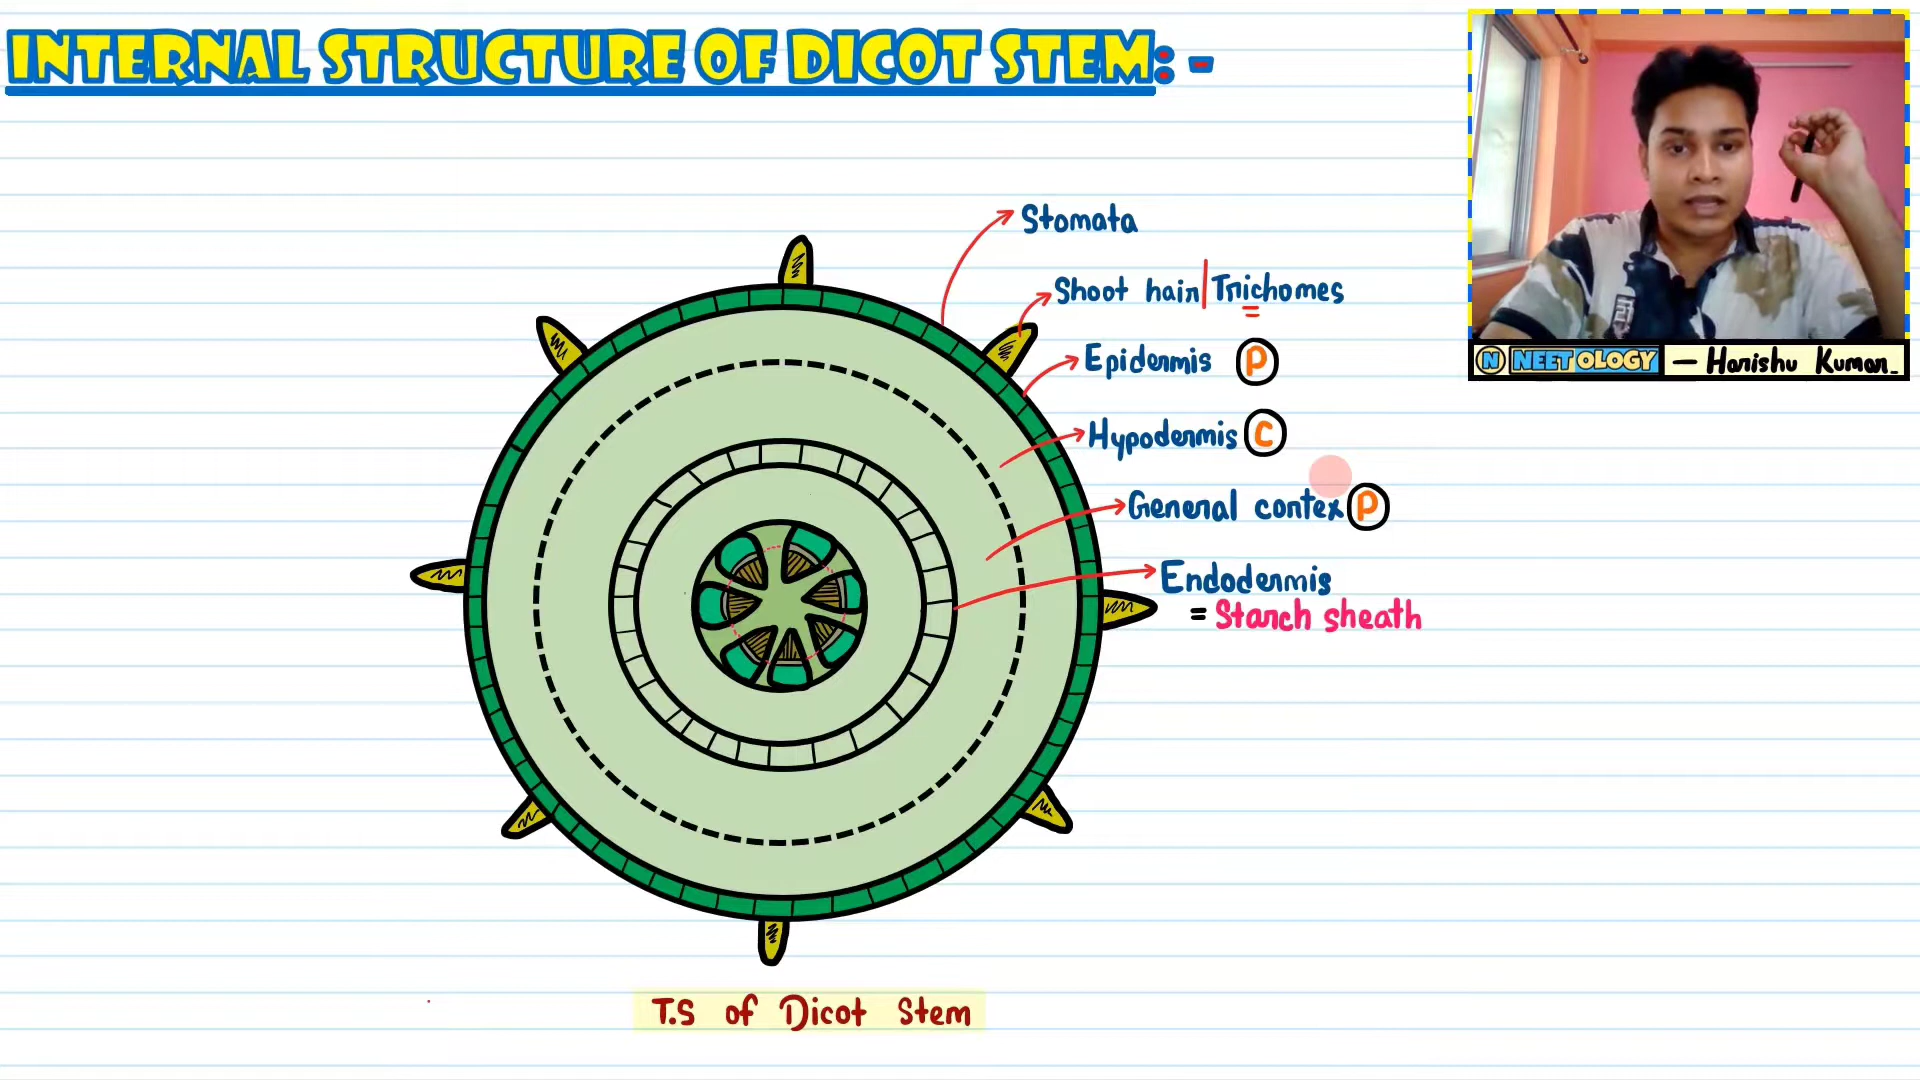 INTERNAL STRUCTURE OF DICOT STEM: -
Stomata
Shoot hair | Trichomes
Epidermis P
Hypodermis C
General cortex P
Endodermis
= Starch sheath
T.S of Dicot Stem
N NEETOLOGY — Harishu Kumar